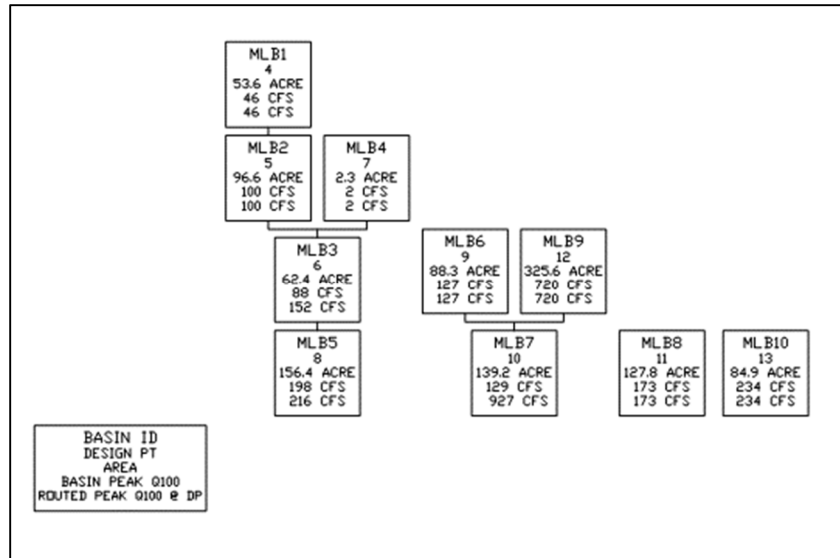 MLB1
4
53.6 ACRE
46 CFS
46 CFS
MLB2
5
96.6 ACRE
100 CFS
100 CFS
MLB4
7
2.3 ACRE
2 CFS
2 CFS
MLB3
6
62.4 ACRE
88 CFS
152 CFS
MLB6
9
88.3 ACRE
127 CFS
127 CFS
MLB9
12
325.6 ACRE
720 CFS
720 CFS
MLB5
8
156.4 ACRE
198 CFS
216 CFS
MLB7
10
139.2 ACRE
129 CFS
927 CFS
MLB8
11
127.8 ACRE
173 CFS
173 CFS
MLB10
13
84.9 ACRE
234 CFS
234 CFS
BASIN ID
DESIGN PT
AREA
BASIN PEAK Q100
ROUTED PEAK Q100 @ DP